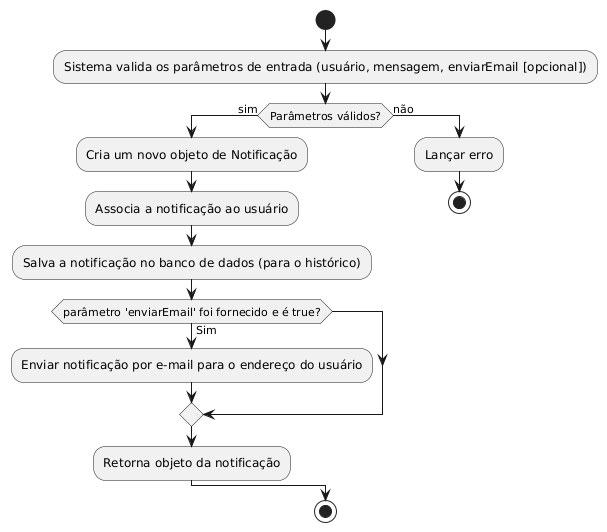 Sistema valida os parâmetros de entrada (usuário, mensagem, enviarEmail [opcional])
Parâmetros válidos?
sim
não
Cria um novo objeto de Notificação
Lançar erro
Associa a notificação ao usuário
Salva a notificação no banco de dados (para o histórico)
parâmetro 'enviarEmail' foi fornecido e é true?
Sim
Enviar notificação por e-mail para o endereço do usuário
Retorna objeto da notificação